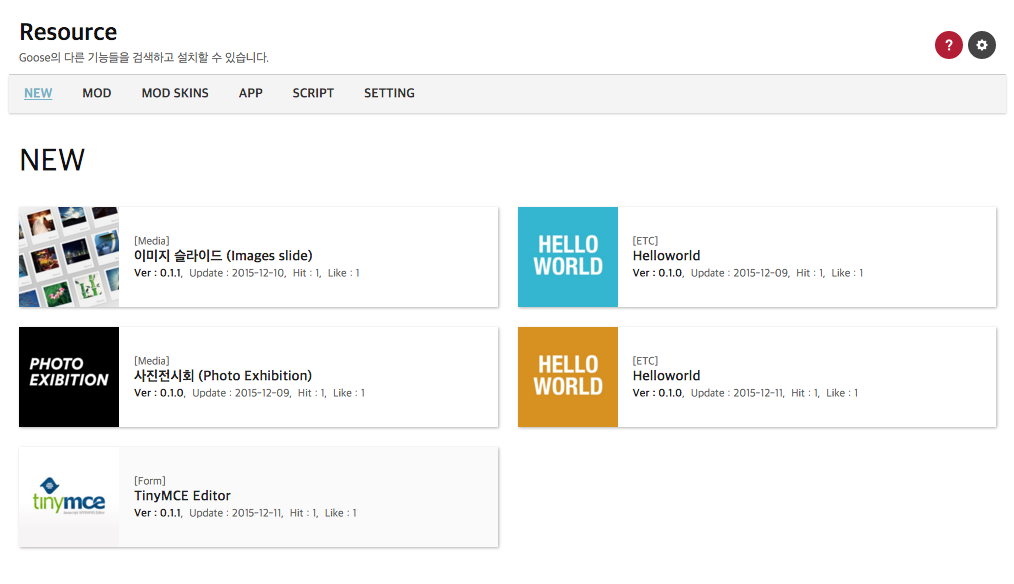 Resource
Goose의 다른 기능들을 검색하고 설치할 수 있습니다.
?
NEW MOD MOD SKINS APP SCRIPT SETTING
NEW
[Media]
이미지 슬라이드 (Images slide)
Ver : 0.1.1, Update : 2015-12-10, Hit : 1, Like : 1
HELLO
WORLD
[ETC]
Helloworld
Ver : 0.1.0, Update : 2015-12-09, Hit : 1, Like : 1
PHOTO
EXIBITION
[Media]
사진전시회 (Photo Exhibition)
Ver : 0.1.0, Update : 2015-12-09, Hit : 1, Like : 1
HELLO
WORLD
[ETC]
Helloworld
Ver : 0.1.0, Update : 2015-12-11, Hit : 1, Like : 1
tinymce
[Form]
TinyMCE Editor
Ver : 0.1.1, Update : 2015-12-11, Hit : 1, Like : 1